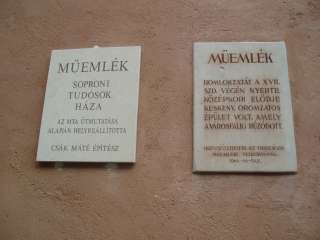 MŰEMLÉK
SOPRONI
TUDÓSOK
HÁZA
AZ MTA ÚTMUTATÁSA
ALAPJÁN HELYREÁLLÍTOTTA
CSÁK MÁTÉ ÉPÍTÉSZ
MŰEMLÉK
HOMLOKZATÁT A XVII.
SZD. VÉGÉN NYERTE.
KÖZÉPKORI ELŐDJE
KESKENY, OROMZATOS
ÉPÜLET VOLT, AMELY
A VÁROSFALIG HÚZÓDOTT.